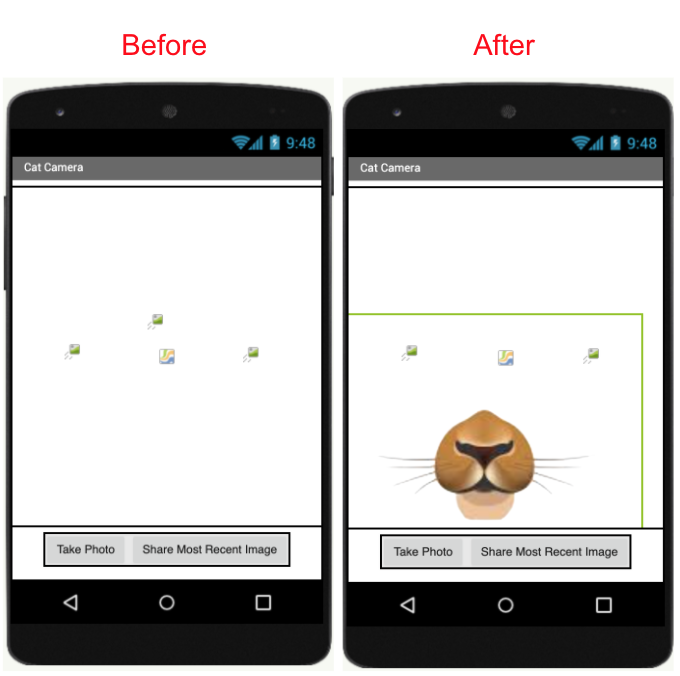 Before
After
9:48
Cat Camera
Take Photo
Share Most Recent Image
9:48
Cat Camera
Take Photo
Share Most Recent Image